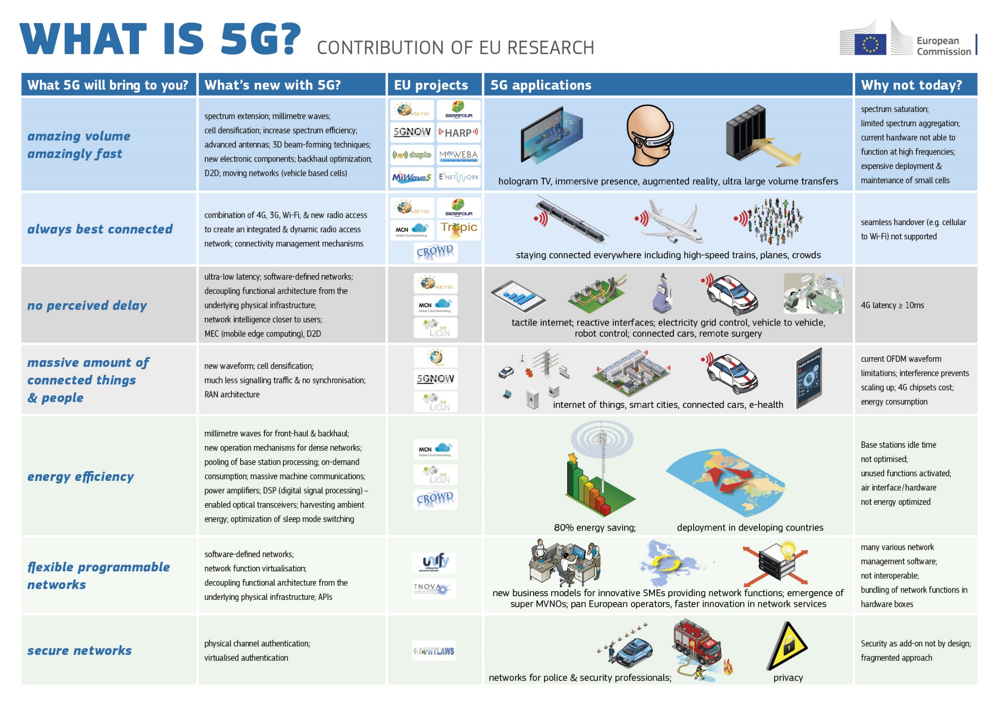 WHAT IS 5G? CONTRIBUTION OF EU RESEARCH
European
Commission
What 5G will bring to you?
What's new with 5G?
EU projects
5G applications
Why not today?
amazing volume
amazingly fast
spectrum extension; millimetre waves;
cell densification; increase spectrum efficiency;
advanced antennas; 3D beam-forming techniques;
new electronic components; backhaul optimization;
D2D; moving networks (vehicle based cells)
METIS
SEMAFOUR
5GNOW
HARP
duplo
MiWEBA
MiWaveS
E³NETWORK
VR
hologram TV, immersive presence, augmented reality, ultra large volume transfers
spectrum saturation;
limited spectrum aggregation;
current hardware not able to
function at high frequencies;
expensive deployment &
maintenance of small cells
always best connected
combination of 4G, 3G, Wi-Fi, & new radio access
to create an integrated & dynamic radio access
network; connectivity management mechanisms
METIS
SEMAFOUR
MCN
Mobile Cloud Networking
Tropic
CROWD
staying connected everywhere including high-speed trains, planes, crowds
seamless handover (e.g. cellular
to Wi-Fi) not supported
no perceived delay
ultra-low latency; software-defined networks;
decoupling functional architecture from the
underlying physical infrastructure;
network intelligence closer to users;
MEC (mobile edge computing), D2D
METIS
MCN
Mobile Cloud Networking
iJOIN
tactile internet; reactive interfaces; electricity grid control, vehicle to vehicle,
robot control; connected cars, remote surgery
4G latency ≥ 10ms
massive amount of
connected things
& people
new waveform; cell densification;
much less signalling traffic & no synchronisation;
RAN architecture
METIS
5GNOW
iJOIN
Health Monitoring
internet of things, smart cities, connected cars, e-health
current OFDM waveform
limitations; interference prevents
scaling up; 4G chipsets cost;
energy consumption
energy efficiency
millimetre waves for front-haul & backhaul;
new operation mechanisms for dense networks;
pooling of base station processing; on-demand
consumption; massive machine communications;
power amplifiers; DSP (digital signal processing) –
enabled optical transceivers; harvesting ambient
energy; optimization of sleep mode switching
MCN
Mobile Cloud Networking
iJOIN
CROWD
80% energy saving;
deployment in developing countries
Base stations idle time
not optimised;
unused functions activated;
air interface/hardware
not energy optimized
flexible programmable
networks
software-defined networks;
network function virtualisation;
decoupling functional architecture from the
underlying physical infrastructure; APIs
unify
unifying cloud
and carrier networks
TNOVA
new business models for innovative SMEs providing network functions; emergence of
super MVNOs; pan European operators, faster innovation in network services
many various network
management software;
not interoperable;
bundling of network functions in
hardware boxes
secure networks
physical channel authentication;
virtualised authentication
PHYLAWS
45
networks for police & security professionals;
privacy
Security as add-on not by design;
fragmented approach